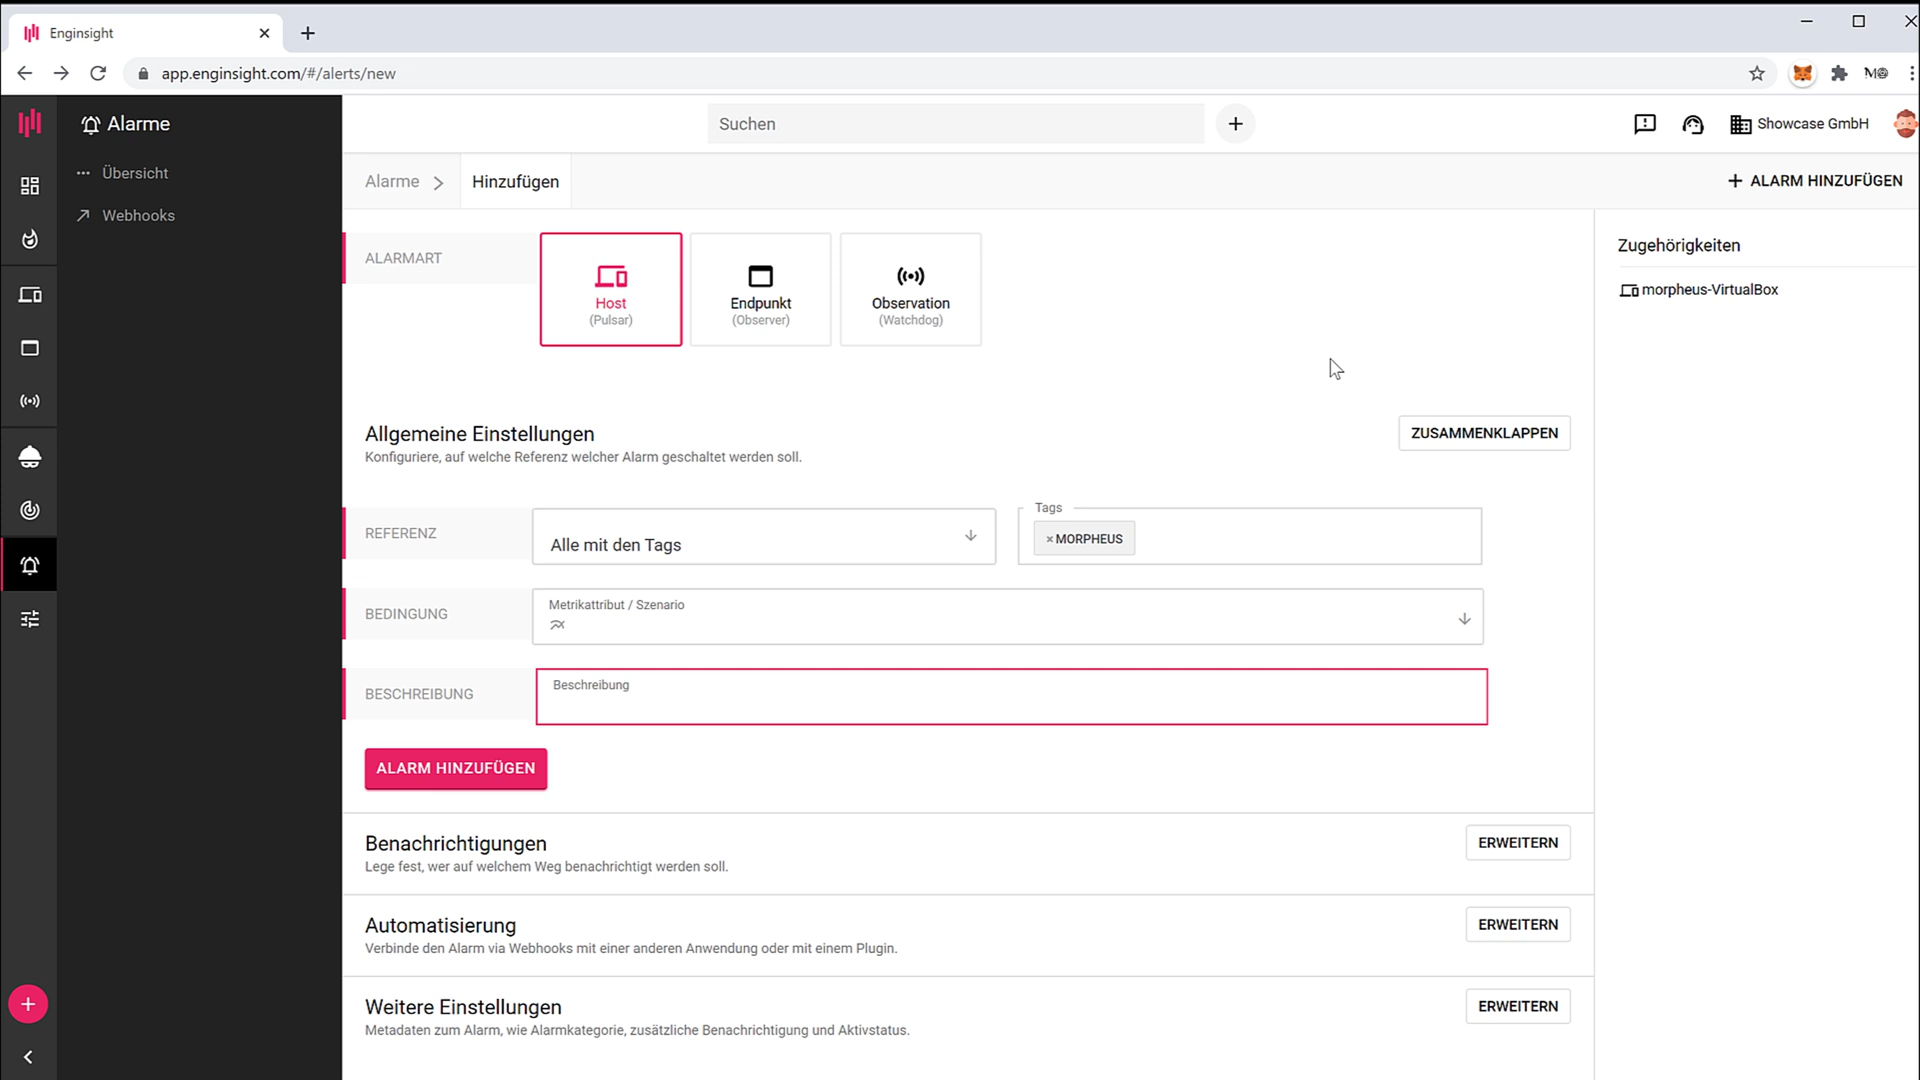 Enginsight
app.enginsight.com/#/alerts/new
Alarme
Übersicht
Webhooks
Suchen
Showcase GmbH
Alarme
Hinzufügen
ALARM HINZUFÜGEN
ALARMART
Host
(Pulsar)
Endpunkt
(Observer)
Observation
(Watchdog)
Zugehörigkeiten
morpheus-VirtualBox
Allgemeine Einstellungen
Konfiguriere, auf welche Referenz welcher Alarm geschaltet werden soll.
ZUSAMMENKLAPPEN
REFERENZ
Alle mit den Tags
Tags
× MORPHEUS
BEDINGUNG
Metrikattribut / Szenario
BESCHREIBUNG
Beschreibung
ALARM HINZUFÜGEN
Benachrichtigungen
Lege fest, wer auf welchem Weg benachrichtigt werden soll.
ERWEITERN
Automatisierung
Verbinde den Alarm via Webhooks mit einer anderen Anwendung oder mit einem Plugin.
ERWEITERN
Weitere Einstellungen
Metadaten zum Alarm, wie Alarmkategorie, zusätzliche Benachrichtigung und Aktivstatus.
ERWEITERN